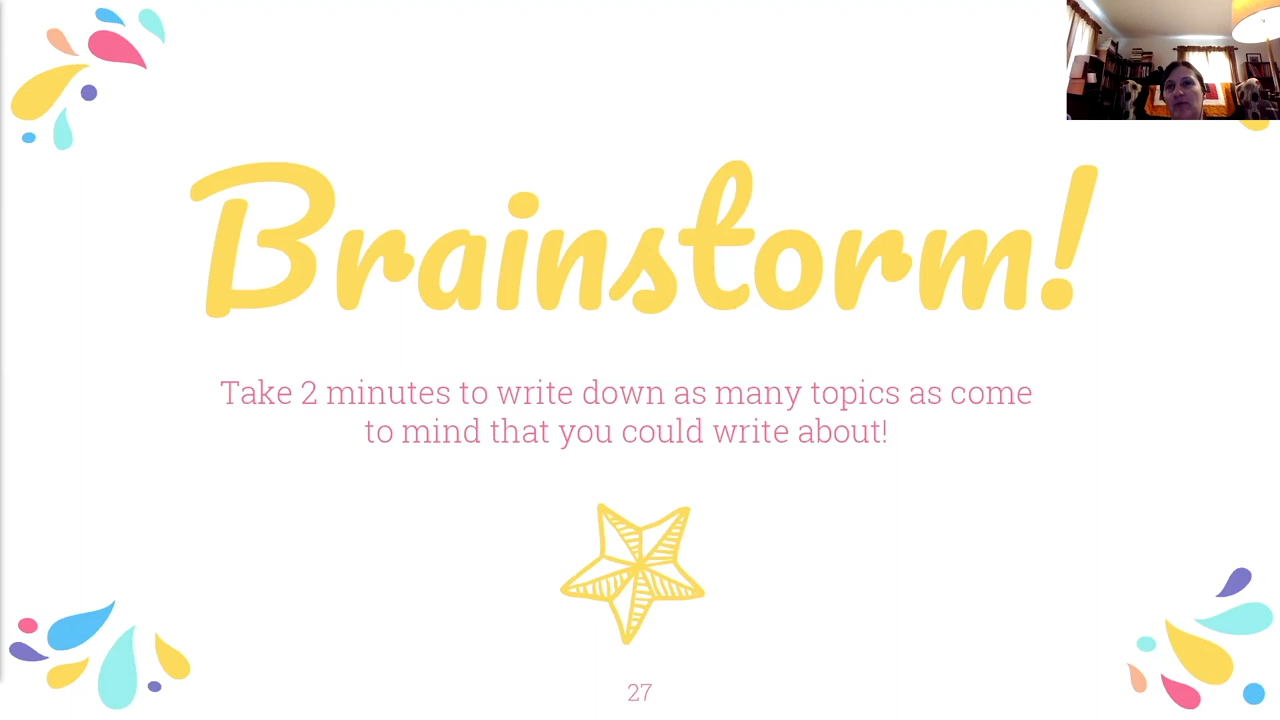 Brainstorm!
Take 2 minutes to write down as many topics as come
to mind that you could write about!
27